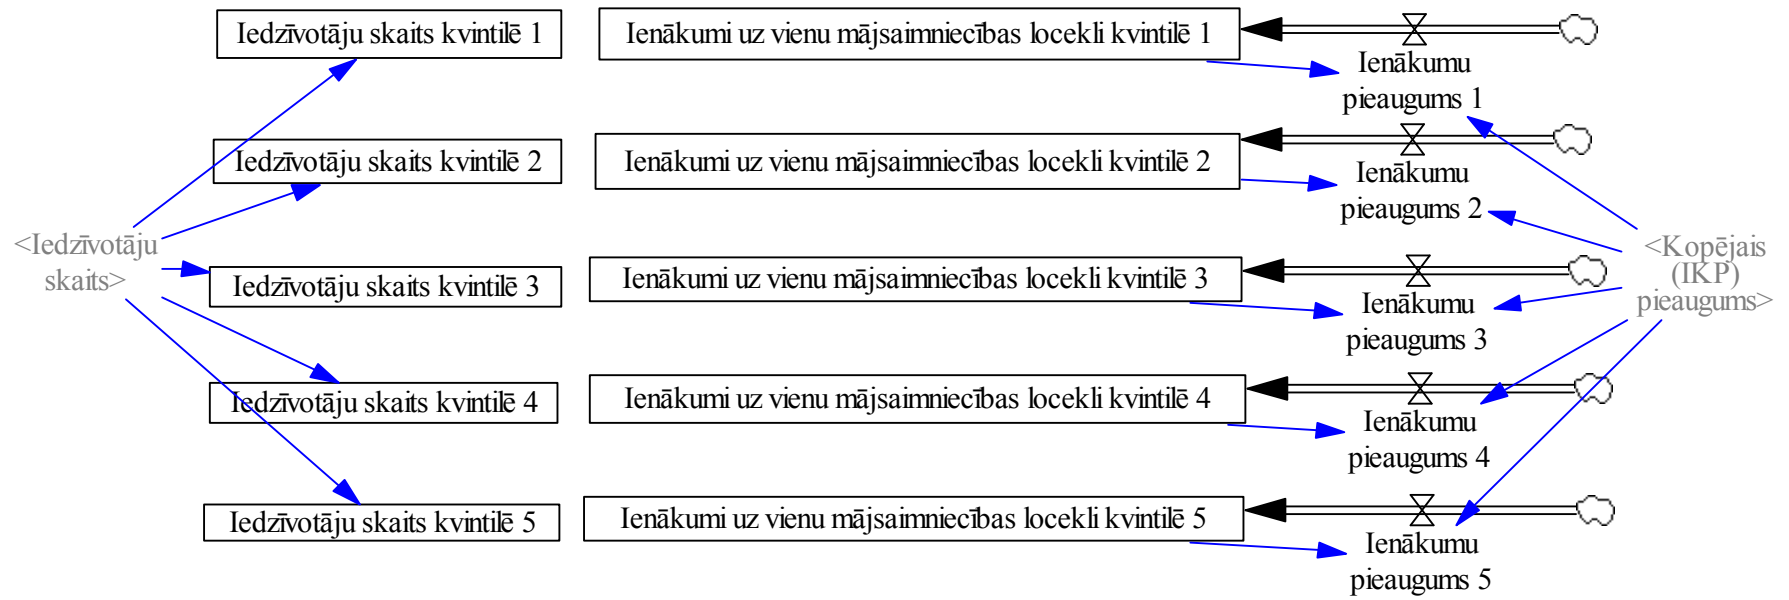 Iedzīvotāju skaits kvintilē 1
Ienākumi uz vienu mājsaimniecības locekli kvintilē 1
Ienākumu
pieaugums 1
Iedzīvotāju skaits kvintilē 2
Ienākumi uz vienu mājsaimniecības locekli kvintilē 2
Ienākumu
pieaugums 2
<Iedzīvotāju
skaits>
Iedzīvotāju skaits kvintilē 3
Ienākumi uz vienu mājsaimniecības locekli kvintilē 3
Ienākumu
pieaugums 3
<Kopējais
(IKP)
pieaugums>
Iedzīvotāju skaits kvintilē 4
Ienākumi uz vienu mājsaimniecības locekli kvintilē 4
Ienākumu
pieaugums 4
Iedzīvotāju skaits kvintilē 5
Ienākumi uz vienu mājsaimniecības locekli kvintilē 5
Ienākumu
pieaugums 5